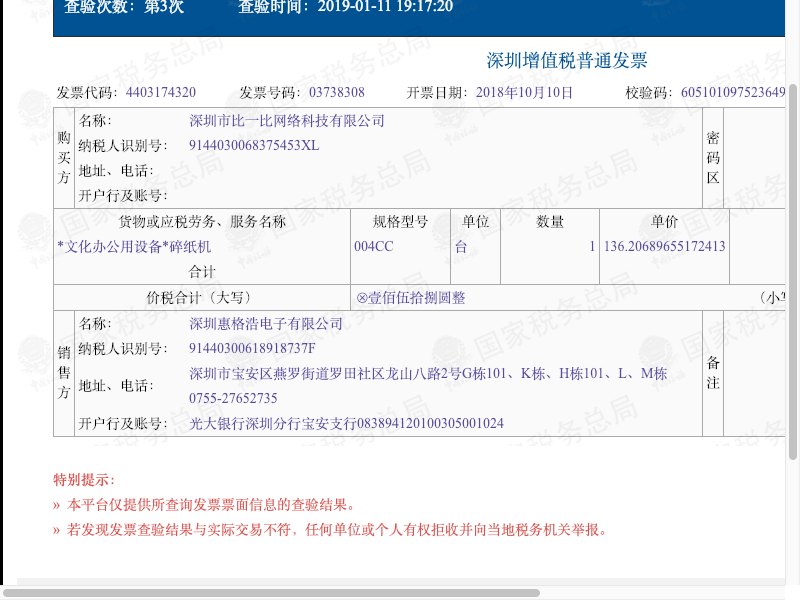 查验次数：第3次 查验时间：2019-01-11 19:17:20
深圳增值税普通发票
发票代码：4403174320 发票号码：03738308 开票日期：2018年10月10日 校验码：605101097523649
购买方
名称： 深圳市比一比网络科技有限公司
纳税人识别号： 9144030068375453XL
地址、电话：
开户行及账号：
密码区
货物或应税劳务、服务名称 规格型号 单位 数量 单价
*文化办公用设备*碎纸机 004CC 台 1 136.20689655172413
合计
价税合计（大写） ⊗壹佰伍拾捌圆整 （小写
销售方
名称： 深圳惠格浩电子有限公司
纳税人识别号： 91440300618918737F
地址、电话： 深圳市宝安区燕罗街道罗田社区龙山八路2号G栋101、K栋、H栋101、L、M栋
0755-27652735
开户行及账号： 光大银行深圳分行宝安支行083894120100305001024
备注
特别提示：
» 本平台仅提供所查询发票票面信息的查验结果。
» 若发现发票查验结果与实际交易不符，任何单位或个人有权拒收并向当地税务机关举报。